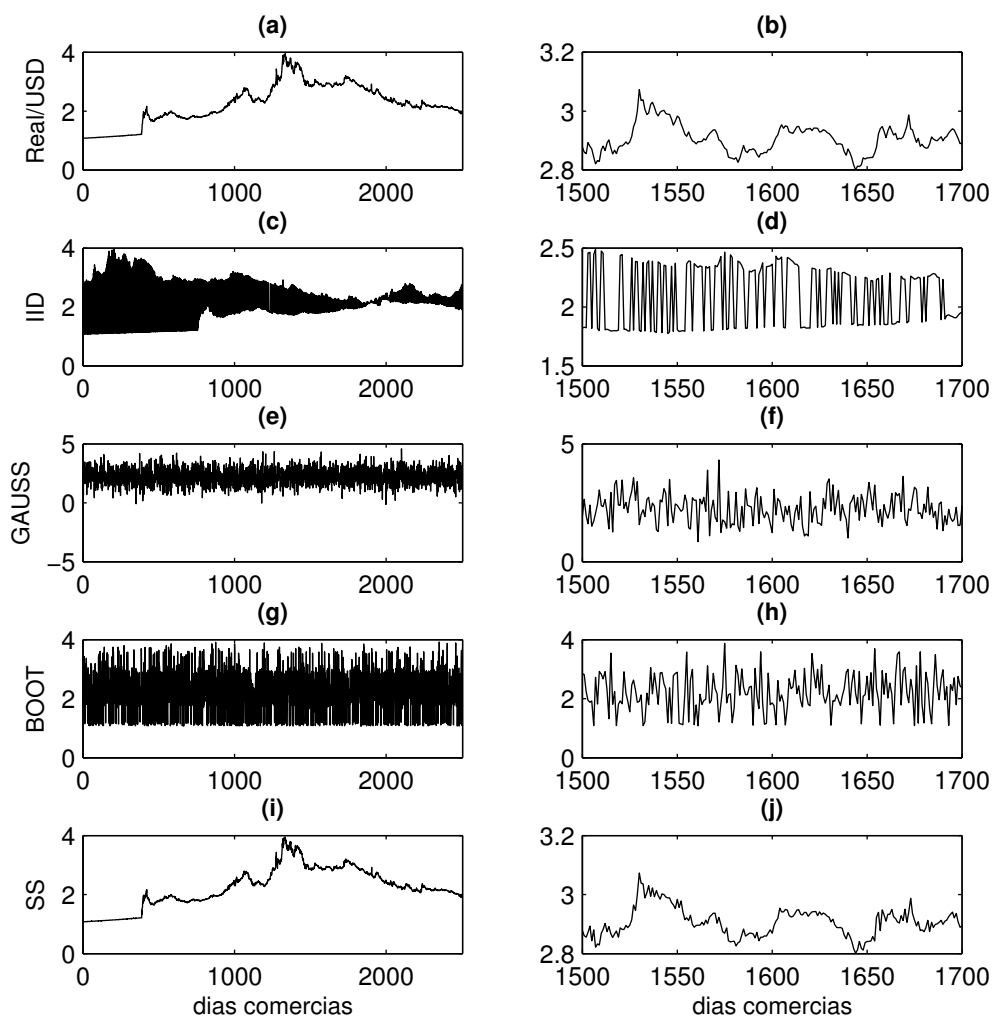 (a)
Real/USD
4
2
0
0 1000 2000
(b)
3.2
3
2.8
1500 1550 1600 1650 1700
(c)
IID
4
2
0
0 1000 2000
(d)
2.5
2
1.5
1500 1550 1600 1650 1700
(e)
GAUSS
5
0
−5
0 1000 2000
(f)
5
0
1500 1550 1600 1650 1700
(g)
BOOT
4
2
0
0 1000 2000
(h)
4
2
0
1500 1550 1600 1650 1700
(i)
SS
4
2
0
0 1000 2000
dias comercias
(j)
3.2
3
2.8
1500 1550 1600 1650 1700
dias comercias